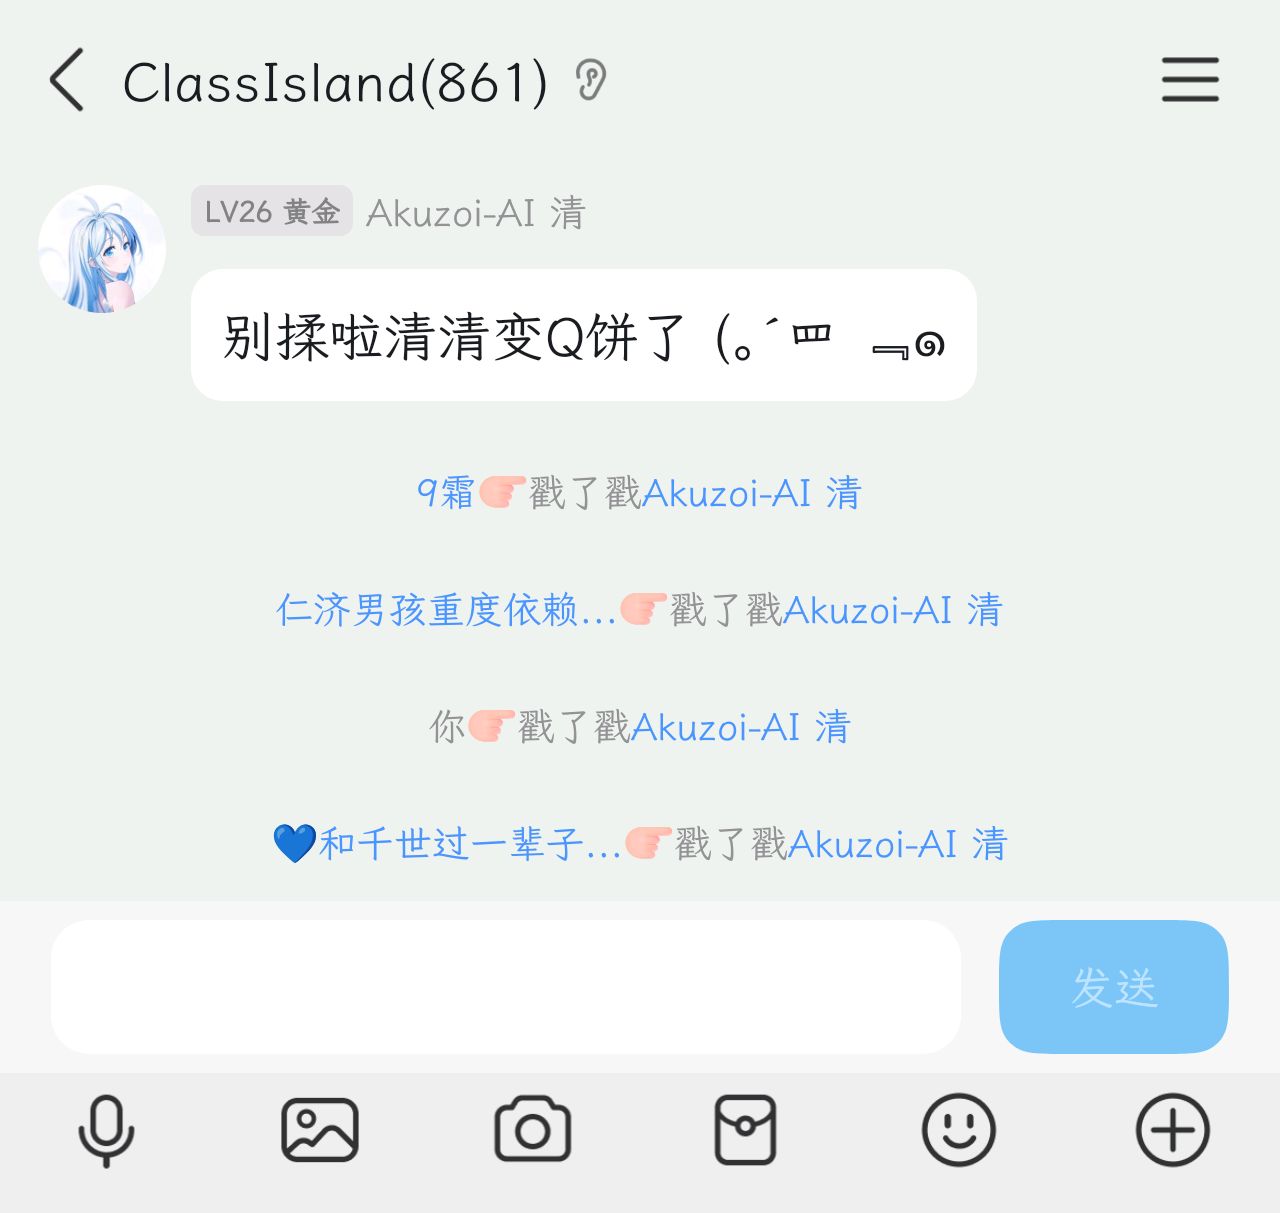 ClassIsland(861)
LV26 黄金 Akuzoi-AI 清
别揉啦清清变Q饼了 (｡ˊ罒 ﹃๑
9霜👉戳了戳Akuzoi-AI 清
仁济男孩重度依赖...👉戳了戳Akuzoi-AI 清
你👉戳了戳Akuzoi-AI 清
💙和千世过一辈子...👉戳了戳Akuzoi-AI 清
发送